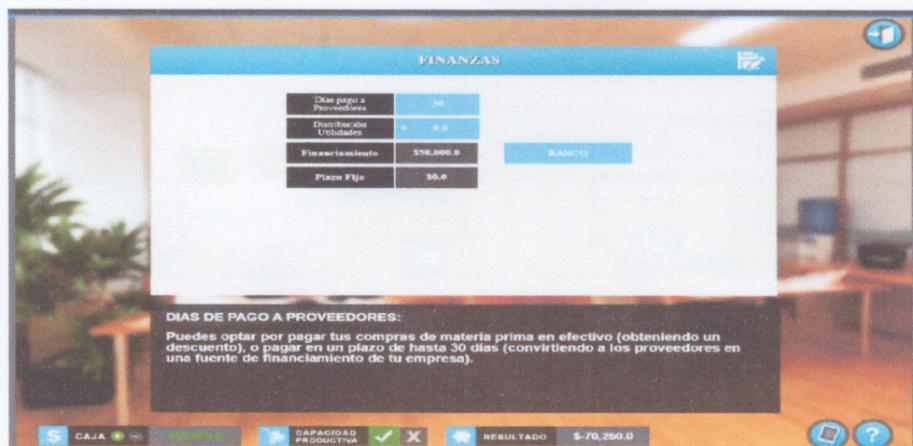 FINANZAS
Días pago a
Proveedores
30
Distribución
Utilidades
$ 0.0
Financiamiento $50,000.0 BANCO
Plazo Fijo $0.0
DIAS DE PAGO A PROVEEDORES:
Puedes optar por pagar tus compras de materia prima en efectivo (obteniendo un
descuento), o pagar en un plazo de hasta 30 días (convirtiendo a los proveedores en
una fuente de financiamiento de tu empresa).
$ CAJA + -
CAPACIDAD
PRODUCTIVA
RESULTADO $-70,250.0
?